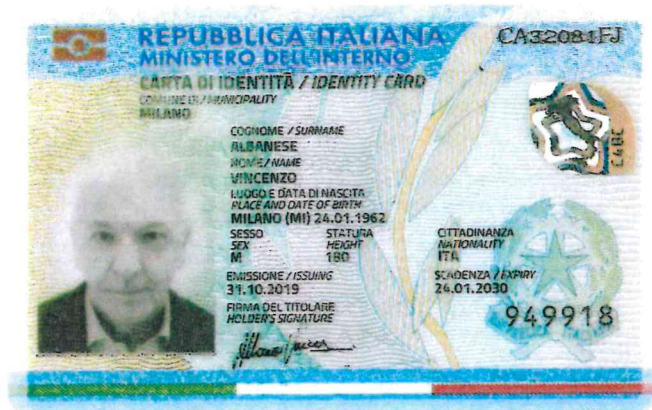 REPUBBLICA ITALIANA
CA32081FJ
MINISTERO DELL'INTERNO
CARTA DI IDENTITÀ / IDENTITY CARD
COMUNE DI / MUNICIPALITY
MILANO
COGNOME / SURNAME
ALBANESE
NOME / NAME
VINCENZO
LUOGO E DATA DI NASCITA
PLACE AND DATE OF BIRTH
MILANO (MI) 24.01.1962
SESSO STATURA CITTADINANZA
SEX HEIGHT NATIONALITY
M 180 ITA
EMISSIONE / ISSUING SCADENZA / EXPIRY
31.10.2019 24.01.2030
FIRMA DEL TITOLARE
HOLDER'S SIGNATURE
949918